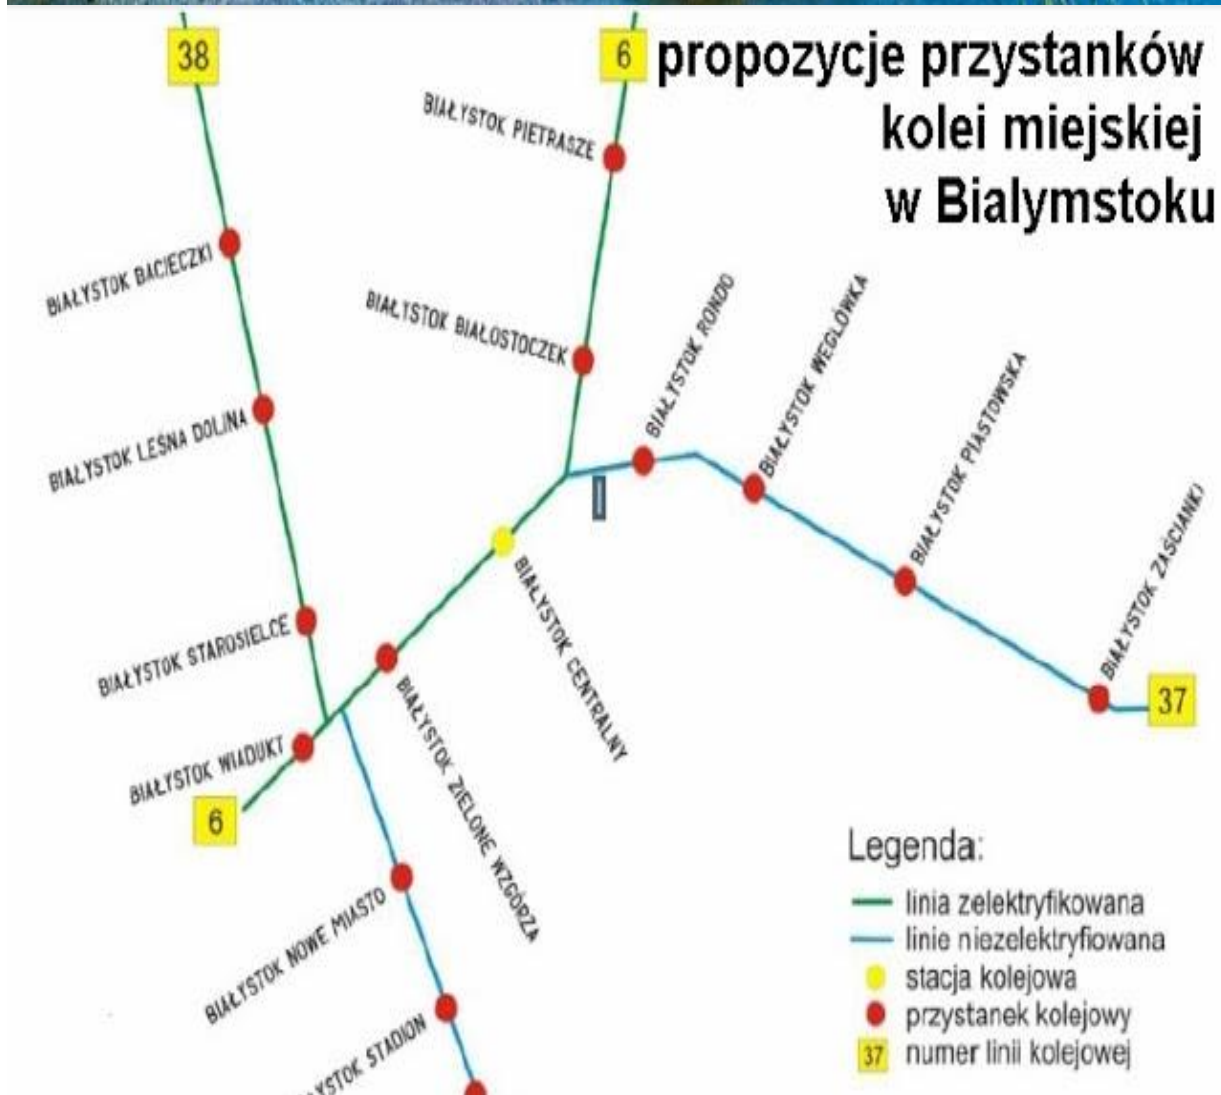 38
6
propozycje przystanków
kolei miejskiej
w Bialymstoku
BIAŁYSTOK PIETRASZE
BIAŁYSTOK BACIECZKI
BIAŁYSTOK BIAŁOSTOCZEK
BIAŁYSTOK RONDO
BIAŁYSTOK WĘGLÓWKA
BIAŁYSTOK PIASTOWSKA
BIAŁYSTOK ZAŚCIANKI
BIAŁYSTOK LEŚNA DOLINA
BIAŁYSTOK CENTRALNY
BIAŁYSTOK STAROSIELCE
37
BIAŁYSTOK WIADUKT
BIAŁYSTOK ZIELONE WZGÓRZA
6
BIAŁYSTOK NOWE MIASTO
YSTOK STADION
Legenda:
linia zelektryfikowana
linie niezelektryfiowana
stacja kolejowa
przystanek kolejowy
37 numer linii kolejowej